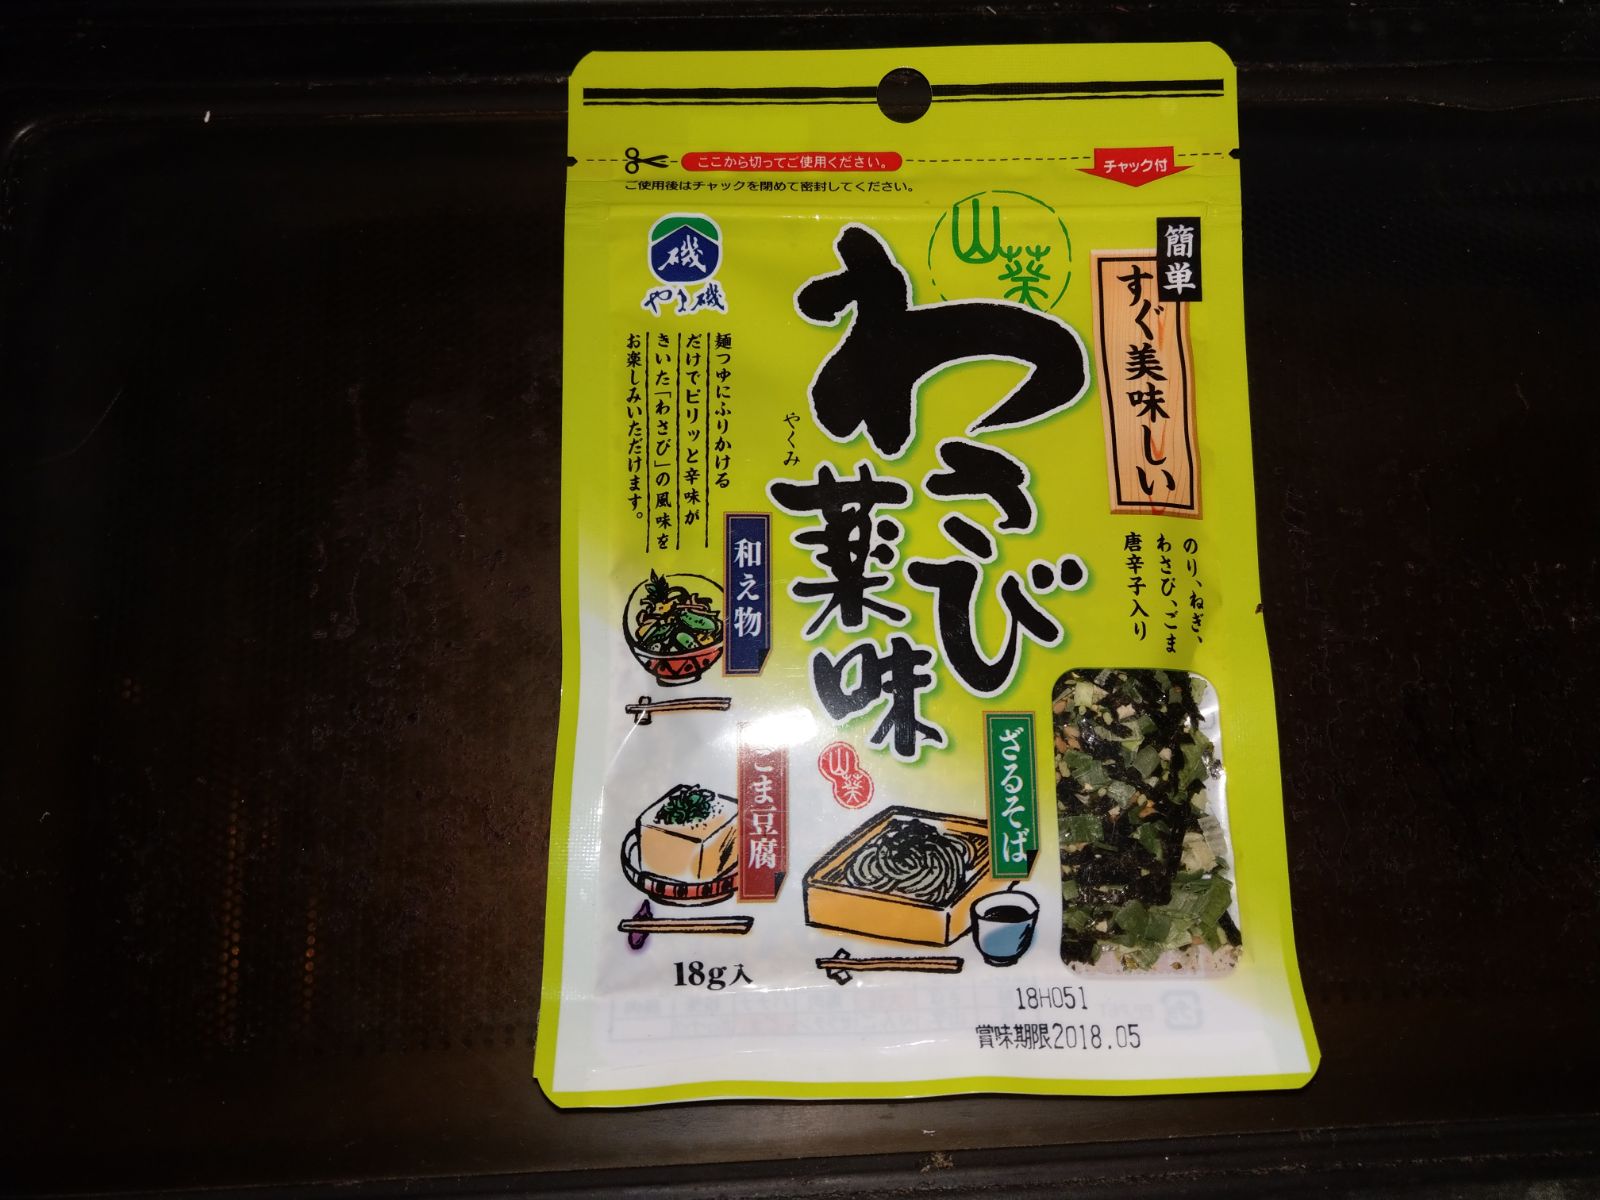 ここから切ってご使用ください。
チャック付
ご使用後はチャックを閉めて密封してください。
磯
やま磯
山菜
簡単
すぐ美味しい
わさび
薬味
やくみ
麺つゆにふりかける
だけでピリッと辛味が
きいた「わさび」の風味を
お楽しみいただけます。
のり、ねぎ、
わさび、ごま
唐辛子入り
和え物
ごま豆腐
山菜
ざるそば
18g入
18H051
賞味期限2018.05